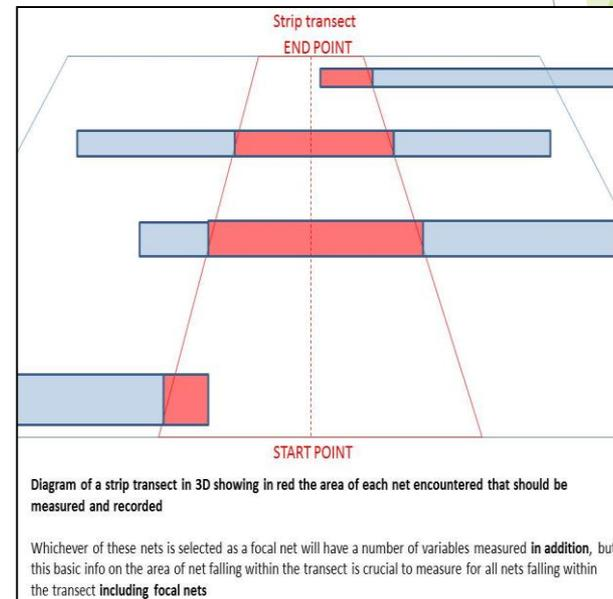 Strip transect
END POINT
START POINT
Diagram of a strip transect in 3D showing in red the area of each net encountered that should be
measured and recorded
Whichever of these nets is selected as a focal net will have a number of variables measured in addition, but
this basic info on the area of net falling within the transect is crucial to measure for all nets falling within
the transect including focal nets